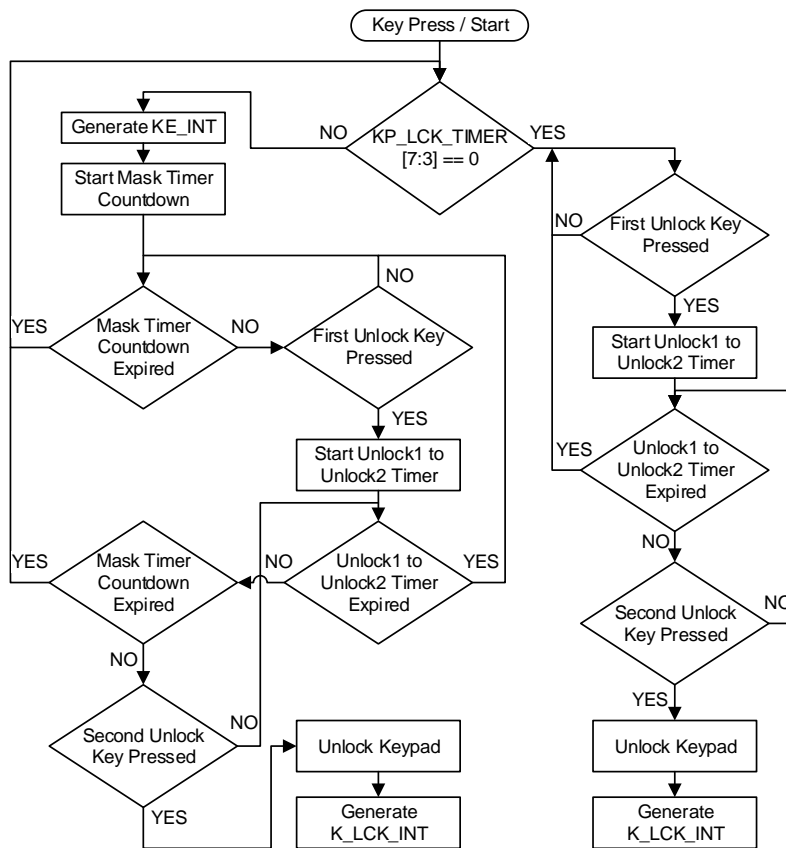 Key Press / Start
KP_LCK_TIMER
[7:3] == 0
NO
YES
Generate KE_INT
Start Mask Timer
Countdown
First Unlock Key
Pressed
NO
YES
Mask Timer
Countdown
Expired
YES
NO
First Unlock Key
Pressed
NO
YES
Start Unlock1 to
Unlock2 Timer
Start Unlock1 to
Unlock2 Timer
Unlock1 to
Unlock2 Timer
Expired
YES
NO
Mask Timer
Countdown
Expired
YES
NO
Unlock1 to
Unlock2 Timer
Expired
NO
YES
Second Unlock
Key Pressed
NO
YES
Second Unlock
Key Pressed
NO
YES
Unlock Keypad
Generate
K_LCK_INT
Unlock Keypad
Generate
K_LCK_INT